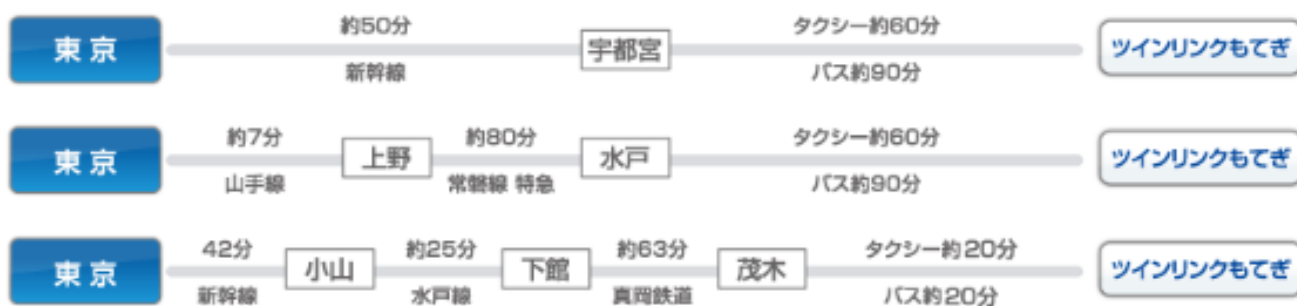 約50分 タクシー約60分
東京 宇都宮 ツインリンクもてぎ
新幹線 バス約90分
約7分 約80分 タクシー約60分
東京 上野 水戸 ツインリンクもてぎ
山手線 常磐線 特急 バス約90分
42分 約25分 約63分 タクシー約20分
東京 小山 下館 茂木 ツインリンクもてぎ
新幹線 水戸線 真岡鉄道 バス約20分